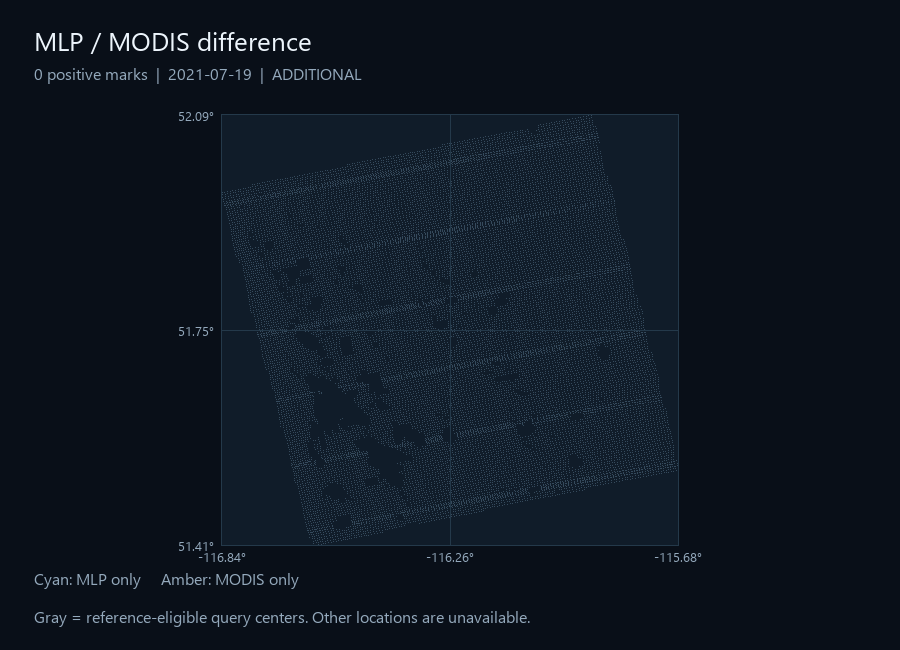 MLP / MODIS difference
0 positive marks | 2021-07-19 | ADDITIONAL
52.09°
51.75°
51.41°
-116.84° -116.26° -115.68°
Cyan: MLP only Amber: MODIS only
Gray = reference-eligible query centers. Other locations are unavailable.